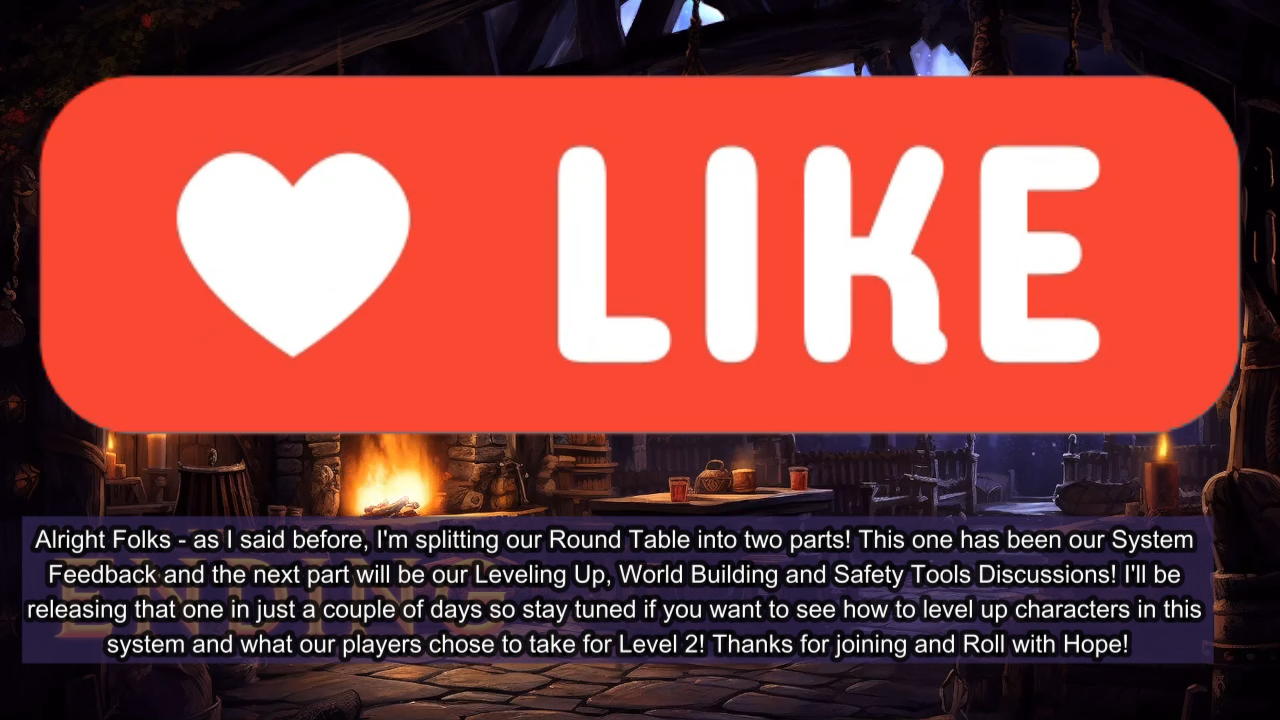 LIKE
Alright Folks - as I said before, I'm splitting our Round Table into two parts! This one has been our System
Feedback and the next part will be our Leveling Up, World Building and Safety Tools Discussions! I'll be
releasing that one in just a couple of days so stay tuned if you want to see how to level up characters in this
system and what our players chose to take for Level 2! Thanks for joining and Roll with Hope!
ENDING